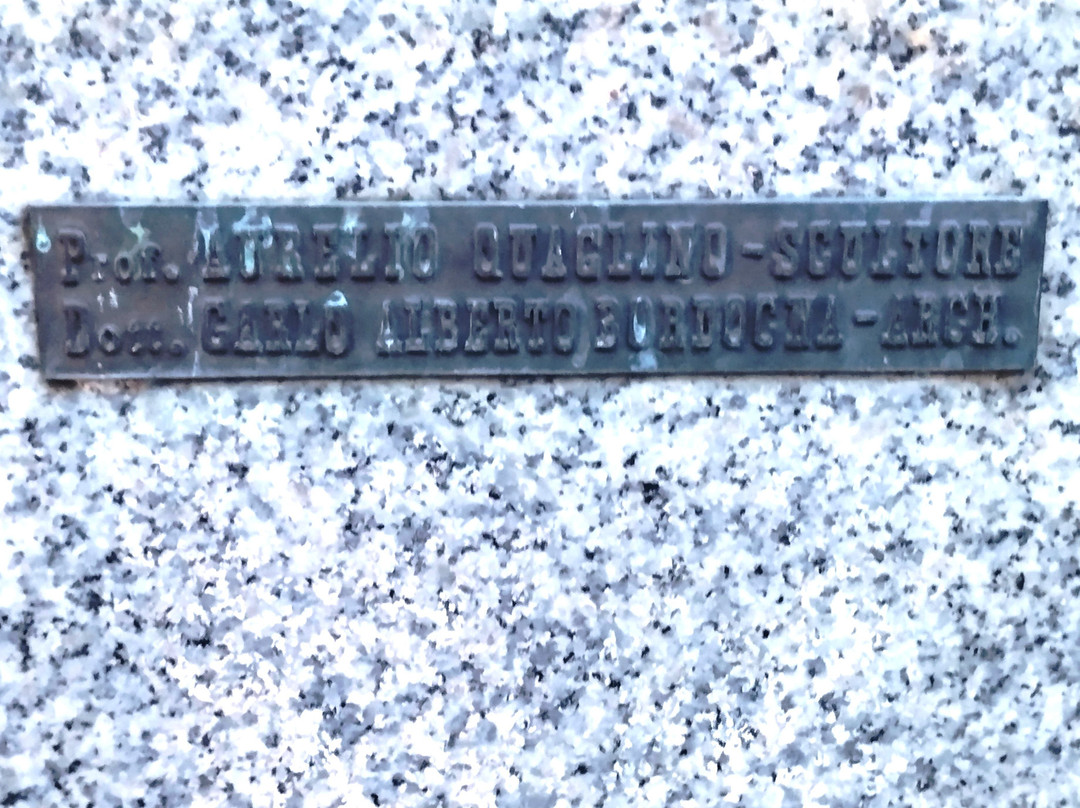 Prof. AURELIO QUAGLINO - SCULTORE
Dott. CARLO ALBERTO BORDOGNA - ARCH.